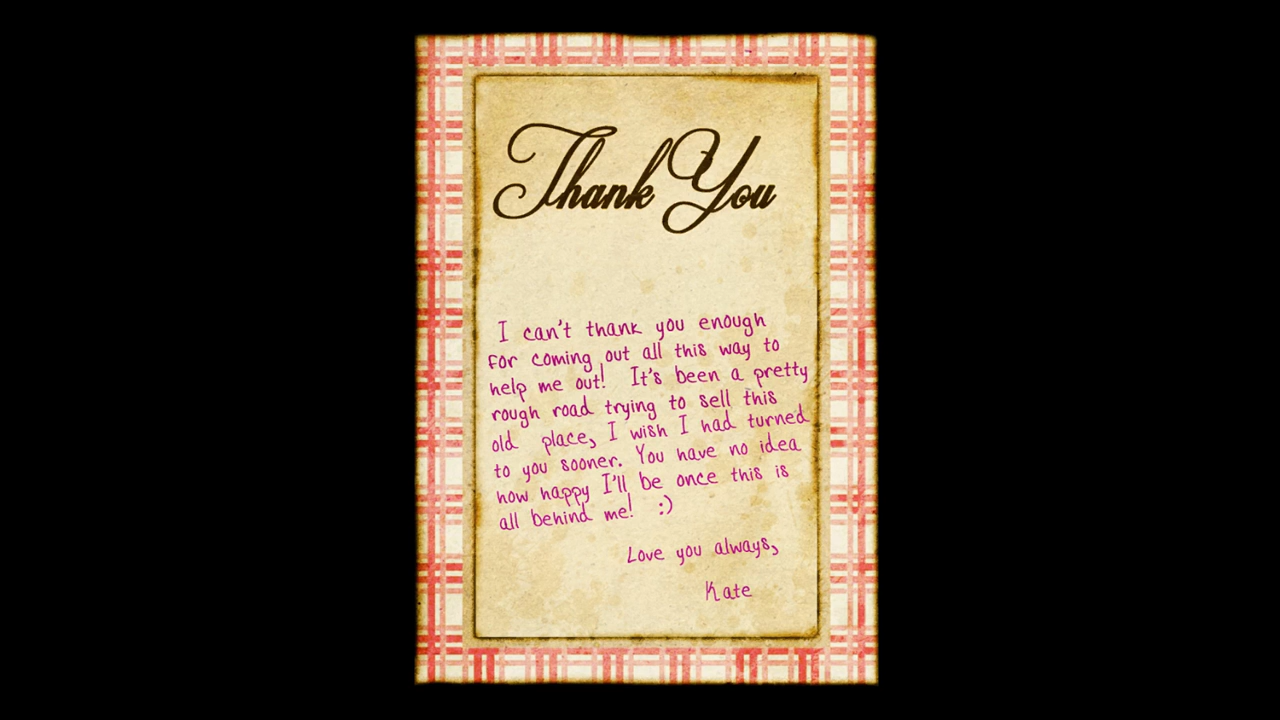 Thank You
I can't thank you enough
for coming out all this way to
help me out! It's been a pretty
rough road trying to sell this
old place, I wish I had turned
to you sooner. You have no idea
how happy I'll be once this is
all behind me! :)
Love you always,
Kate